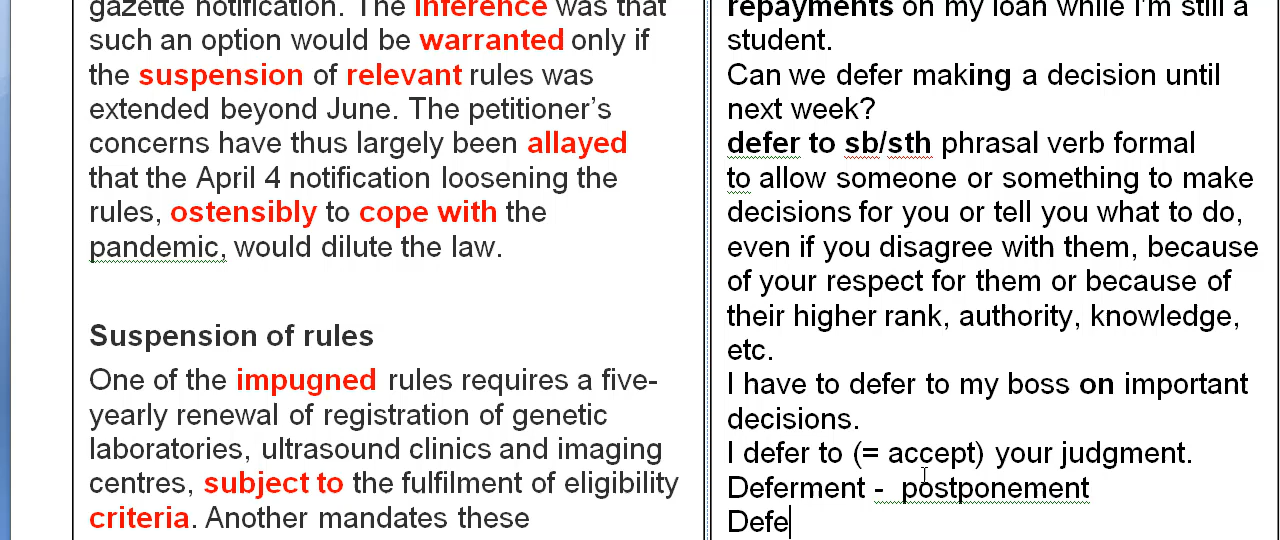 gazette notification. The inference was that
such an option would be warranted only if
the suspension of relevant rules was
extended beyond June. The petitioner's
concerns have thus largely been allayed
that the April 4 notification loosening the
rules, ostensibly to cope with the
pandemic, would dilute the law.
Suspension of rules
One of the impugned rules requires a five-
yearly renewal of registration of genetic
laboratories, ultrasound clinics and imaging
centres, subject to the fulfilment of eligibility
criteria. Another mandates these
repayments on my loan while I'm still a
student.
Can we defer making a decision until
next week?
defer to sb/sth phrasal verb formal
to allow someone or something to make
decisions for you or tell you what to do,
even if you disagree with them, because
of your respect for them or because of
their higher rank, authority, knowledge,
etc.
I have to defer to my boss on important
decisions.
I defer to (= accept) your judgment.
Deferment - postponement
Defe